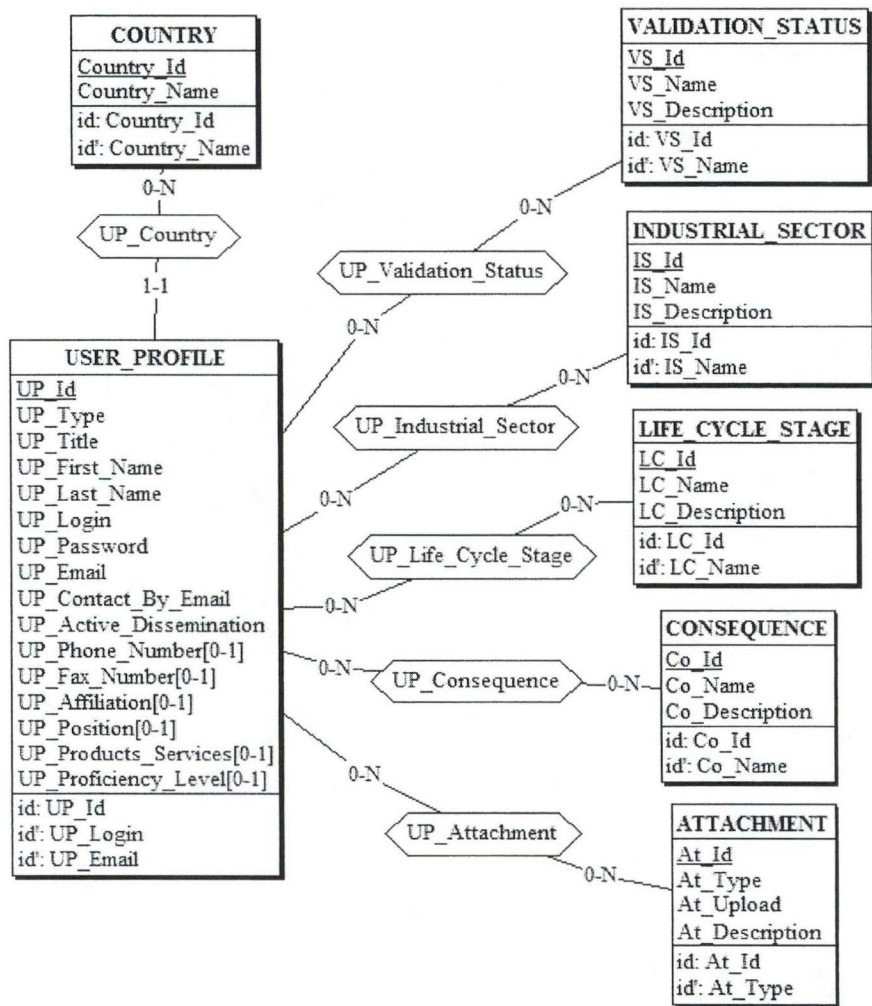 COUNTRY
Country_Id
Country_Name
id: Country_Id
id': Country_Name
0-N
UP_Country
1-1
USER_PROFILE
UP_Id
UP_Type
UP_Title
UP_First_Name
UP_Last_Name
UP_Login
UP_Password
UP_Email
UP_Contact_By_Email
UP_Active_Dissemination
UP_Phone_Number[0-1]
UP_Fax_Number[0-1]
UP_Affiliation[0-1]
UP_Position[0-1]
UP_Products_Services[0-1]
UP_Proficiency_Level[0-1]
id: UP_Id
id': UP_Login
id': UP_Email
0-N
UP_Validation_Status
0-N
VALIDATION_STATUS
VS_Id
VS_Name
VS_Description
id: VS_Id
id': VS_Name
0-N
UP_Industrial_Sector
0-N
INDUSTRIAL_SECTOR
IS_Id
IS_Name
IS_Description
id: IS_Id
id': IS_Name
0-N
UP_Life_Cycle_Stage
0-N
LIFE_CYCLE_STAGE
LC_Id
LC_Name
LC_Description
id: LC_Id
id': LC_Name
0-N
UP_Consequence
0-N
CONSEQUENCE
Co_Id
Co_Name
Co_Description
id: Co_Id
id': Co_Name
0-N
UP_Attachment
0-N
ATTACHMENT
At_Id
At_Type
At_Upload
At_Description
id: At_Id
id': At_Type